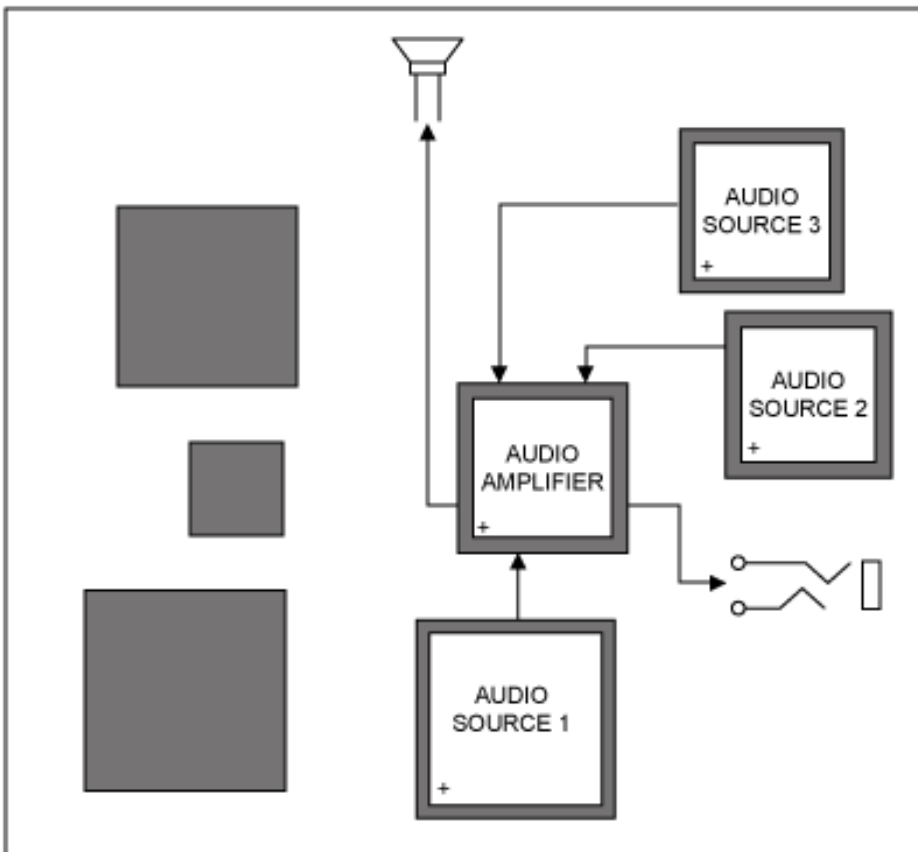 AUDIO
SOURCE 3
+
AUDIO
SOURCE 2
+
AUDIO
AMPLIFIER
+
AUDIO
SOURCE 1
+